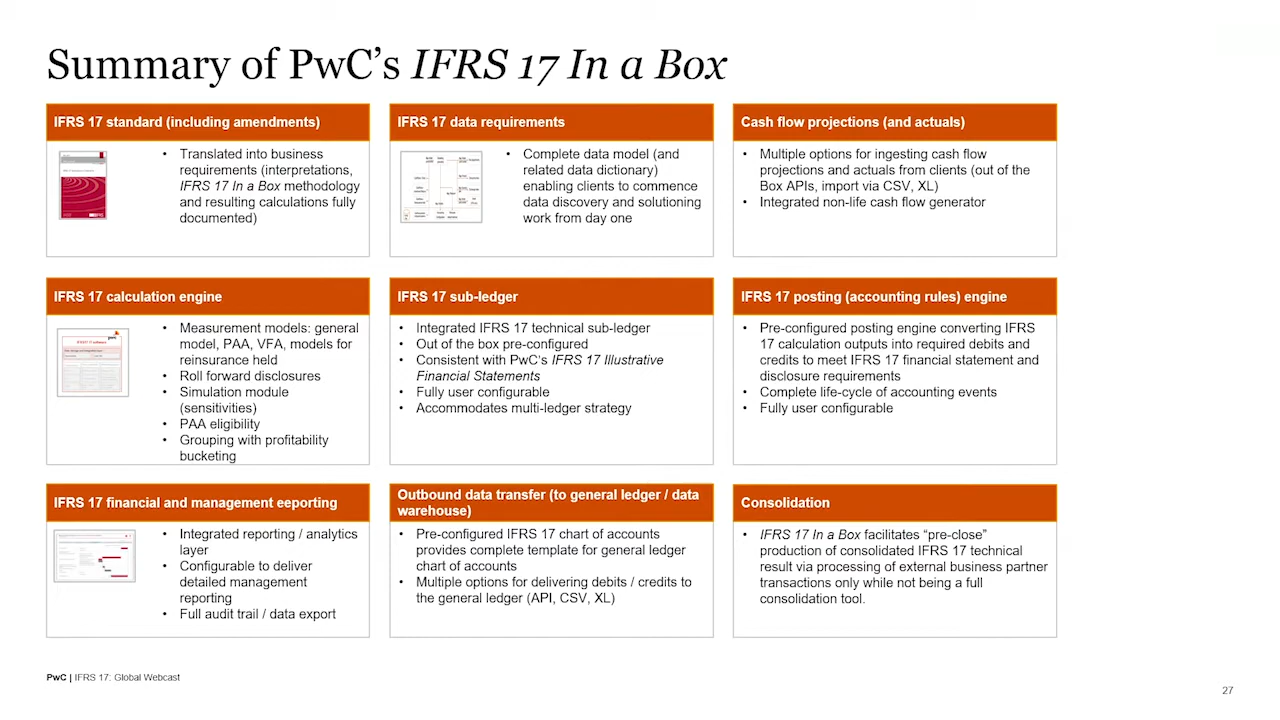 Summary of PwC’s IFRS 17 In a Box
IFRS 17 standard (including amendments)
• Translated into business
requirements (interpretations,
IFRS 17 In a Box methodology
and resulting calculations fully
documented)
IFRS 17 data requirements
• Complete data model (and
related data dictionary)
enabling clients to commence
data discovery and solutioning
work from day one
Cash flow projections (and actuals)
• Multiple options for ingesting cash flow
projections and actuals from clients (out of the
Box APIs, import via CSV, XL)
• Integrated non-life cash flow generator
IFRS 17 calculation engine
• Measurement models: general
model, PAA, VFA, models for
reinsurance held
• Roll forward disclosures
• Simulation module
(sensitivities)
• PAA eligibility
• Grouping with profitability
bucketing
IFRS 17 sub-ledger
• Integrated IFRS 17 technical sub-ledger
• Out of the box pre-configured
• Consistent with PwC’s IFRS 17 Illustrative
Financial Statements
• Fully user configurable
• Accommodates multi-ledger strategy
IFRS 17 posting (accounting rules) engine
• Pre-configured posting engine converting IFRS
17 calculation outputs into required debits and
credits to meet IFRS 17 financial statement and
disclosure requirements
• Complete life-cycle of accounting events
• Fully user configurable
IFRS 17 financial and management eeporting
• Integrated reporting / analytics
layer
• Configurable to deliver
detailed management
reporting
• Full audit trail / data export
Outbound data transfer (to general ledger / data
warehouse)
• Pre-configured IFRS 17 chart of accounts
provides complete template for general ledger
chart of accounts
• Multiple options for delivering debits / credits to
the general ledger (API, CSV, XL)
Consolidation
• IFRS 17 In a Box facilitates “pre-close”
production of consolidated IFRS 17 technical
result via processing of external business partner
transactions only while not being a full
consolidation tool.
PwC | IFRS 17: Global Webcast
27